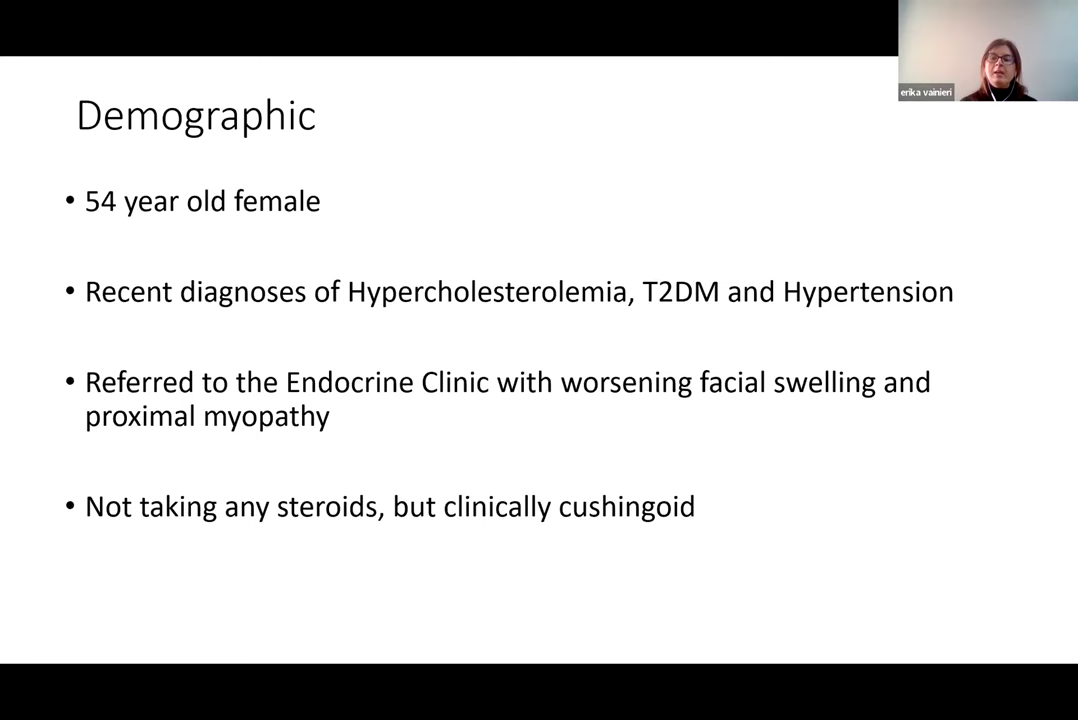 erika vainieri
Demographic
• 54 year old female
• Recent diagnoses of Hypercholesterolemia, T2DM and Hypertension
• Referred to the Endocrine Clinic with worsening facial swelling and
proximal myopathy
• Not taking any steroids, but clinically cushingoid